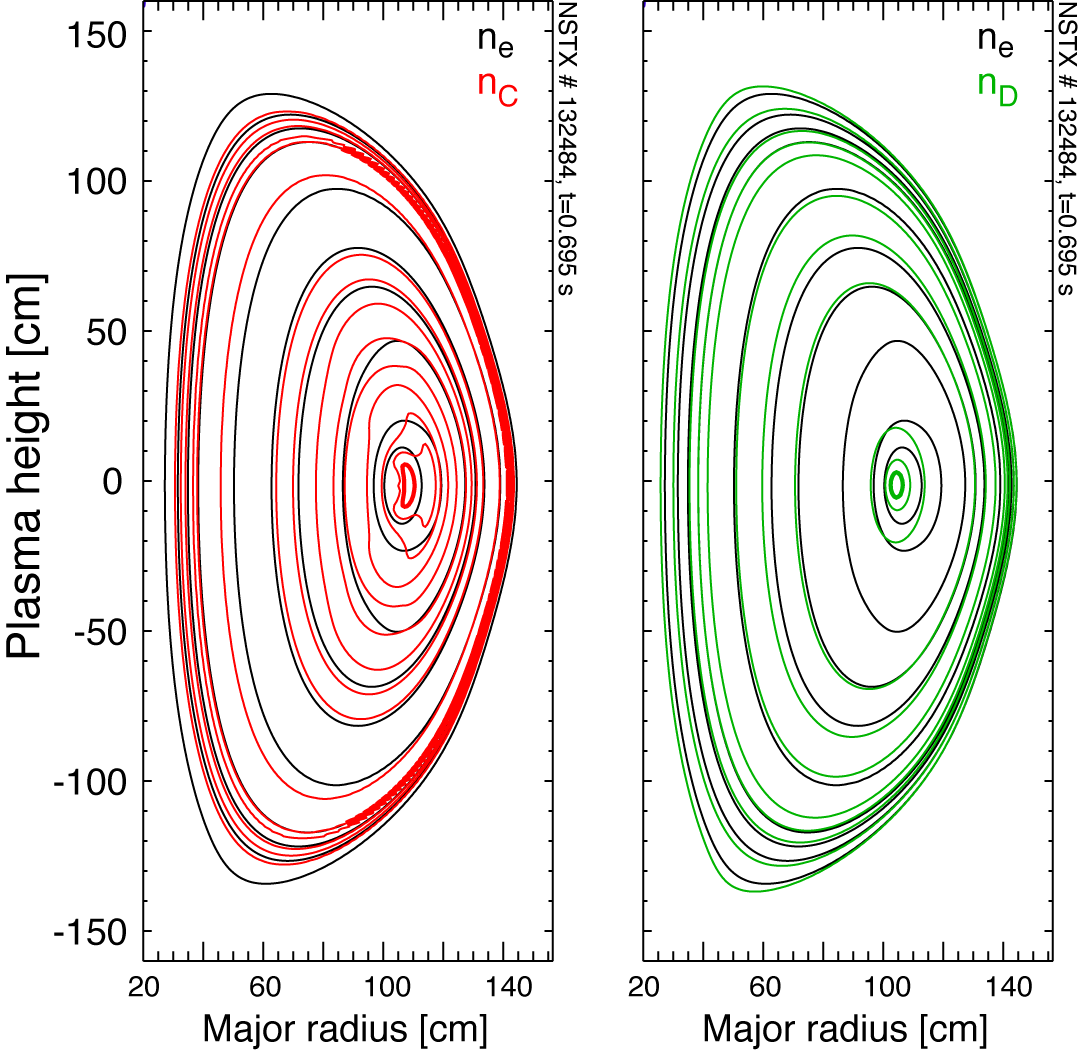 n_e
n_C
NSTX # 132484, t=0.695 s
n_e
n_D
NSTX # 132484, t=0.695 s
Plasma height [cm]
150
100
50
0
-50
-100
-150
20 60 100 140
20 60 100 140
Major radius [cm]
Major radius [cm]